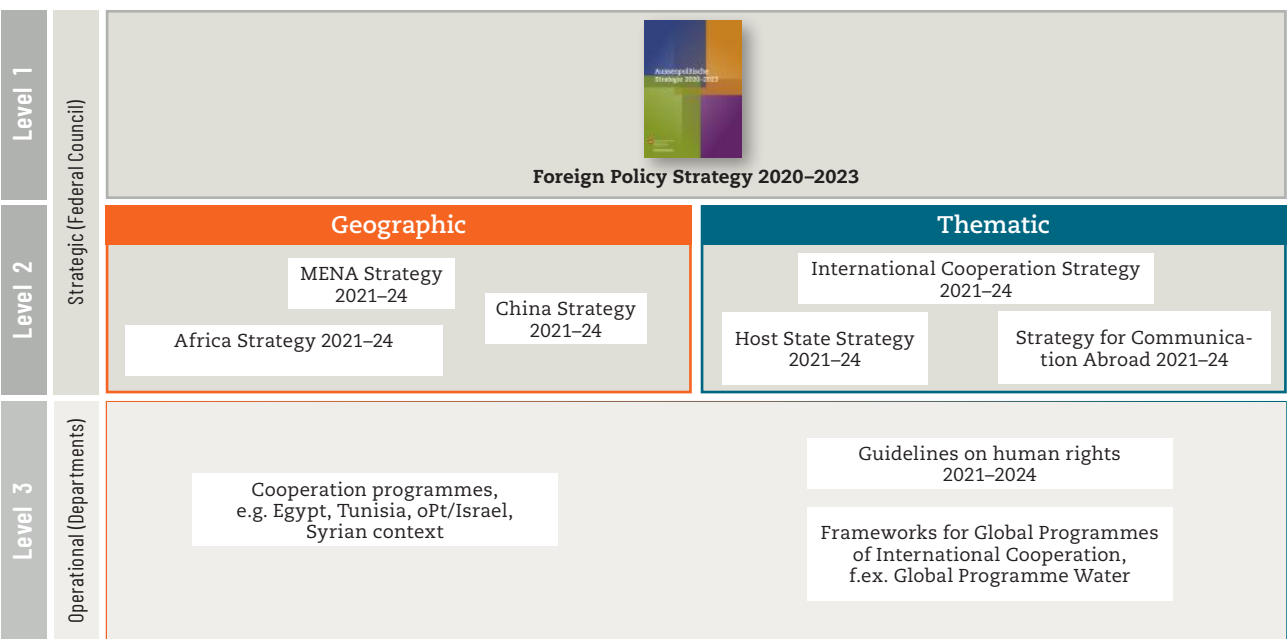 Level 1
Strategic (Federal Council)
Aussenpolitische
Strategie 2020–2023
Foreign Policy Strategy 2020–2023
Level 2
Geographic
MENA Strategy
2021–24
China Strategy
2021–24
Africa Strategy 2021–24
Thematic
International Cooperation Strategy
2021–24
Host State Strategy
2021–24
Strategy for Communica-
tion Abroad 2021–24
Level 3
Operational (Departments)
Cooperation programmes,
e.g. Egypt, Tunisia, oPt/Israel,
Syrian context
Guidelines on human rights
2021–2024
Frameworks for Global Programmes
of International Cooperation,
f.ex. Global Programme Water